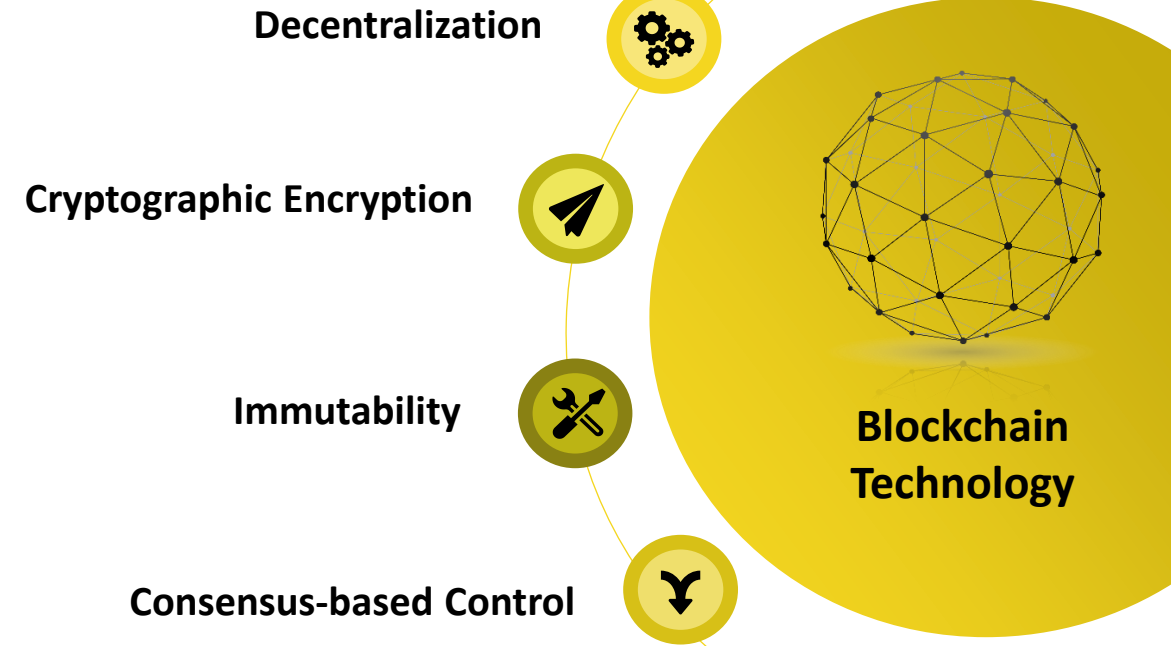 Decentralization
Cryptographic Encryption
Immutability
Consensus-based Control
Blockchain
Technology